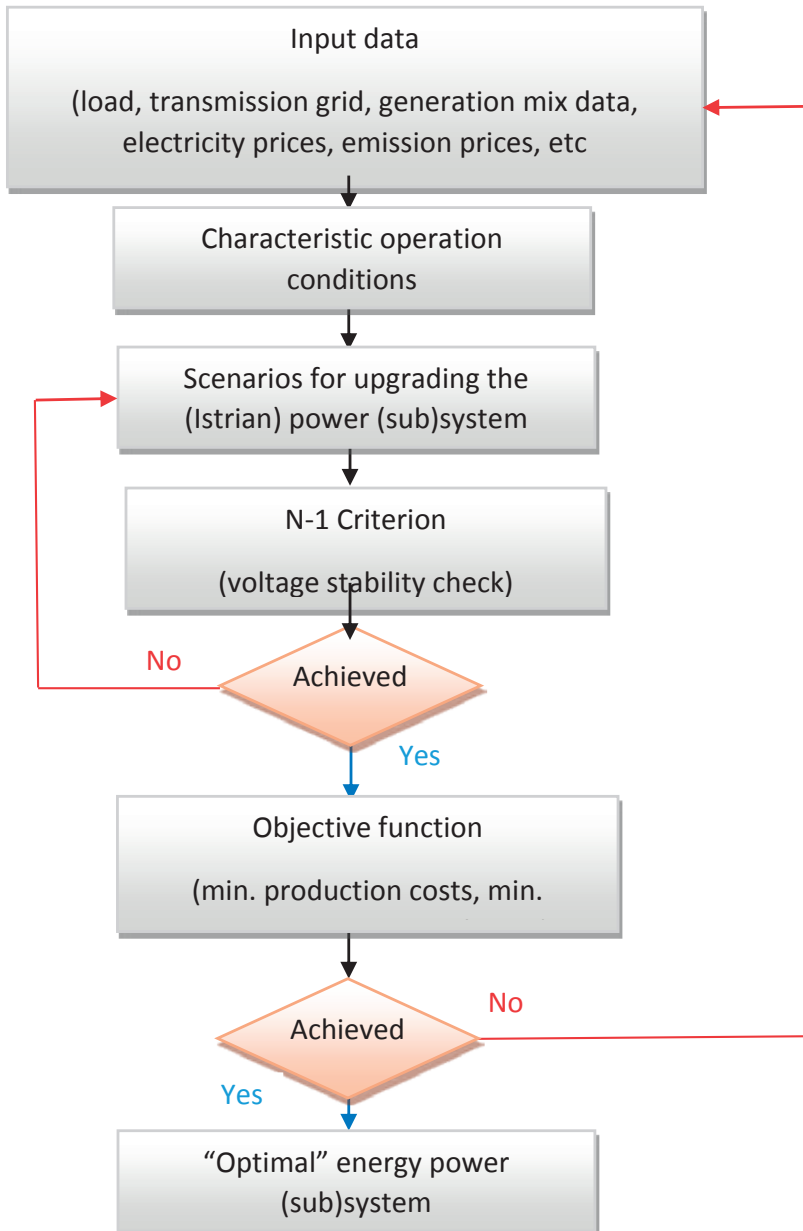 Input data
(load, transmission grid, generation mix data,
electricity prices, emission prices, etc
Characteristic operation
conditions
Scenarios for upgrading the
(Istrian) power (sub)system
N-1 Criterion
(voltage stability check)
No
Achieved
Yes
Objective function
(min. production costs, min.
Achieved
No
Yes
“Optimal” energy power
(sub)system